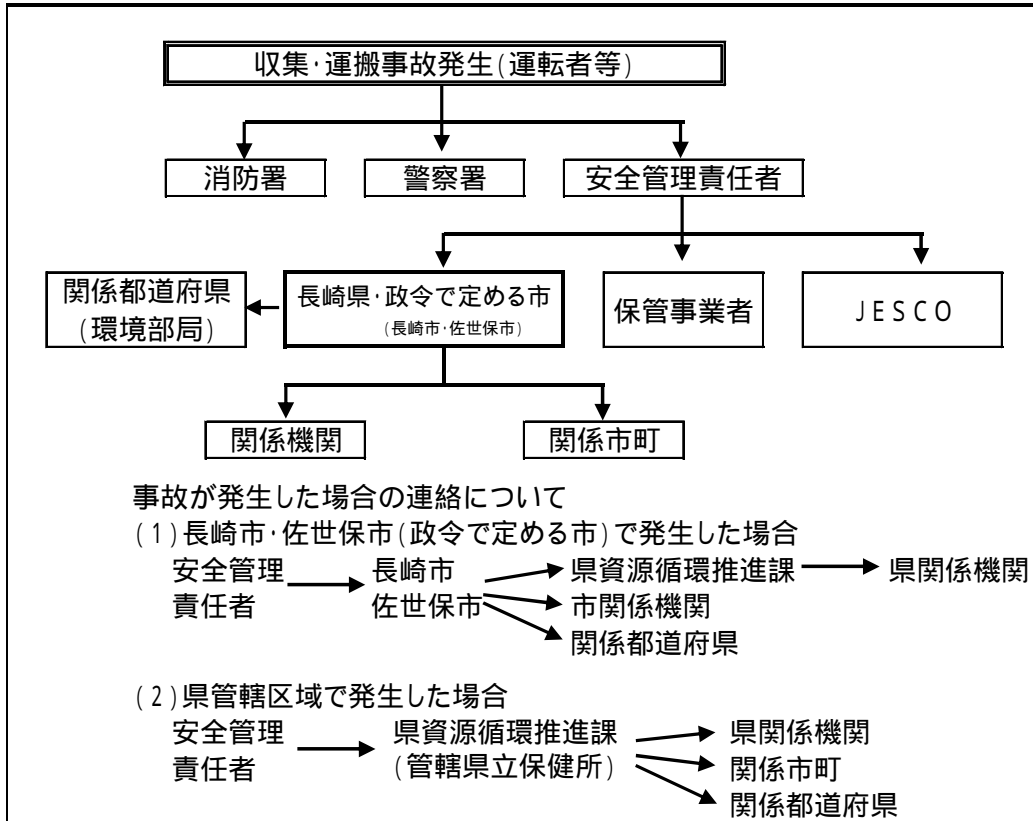 収集・運搬事故発生(運転者等)
消防署 警察署 安全管理責任者
関係都道府県
(環境部局)
長崎県・政令で定める市
(長崎市・佐世保市)
保管事業者
JESCO
関係機関 関係市町
事故が発生した場合の連絡について
(1)長崎市・佐世保市(政令で定める市)で発生した場合
安全管理
責任者
長崎市
佐世保市
県資源循環推進課
県関係機関
市関係機関
関係都道府県
(2)県管轄区域で発生した場合
安全管理
責任者
県資源循環推進課
(管轄県立保健所)
県関係機関
関係市町
関係都道府県